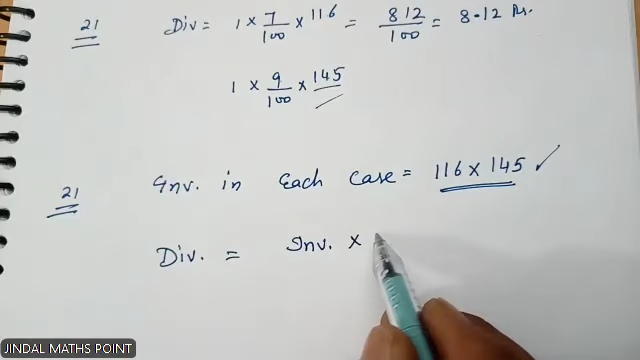 21 Div = 1 × 7/100 × 116 = 812/100 = 8.12 Rs.
1 × 9/100 × 145
21 Inv. in Each Case = 116 × 145 ✓
Div. = Inv. ×
JINDAL MATHS POINT